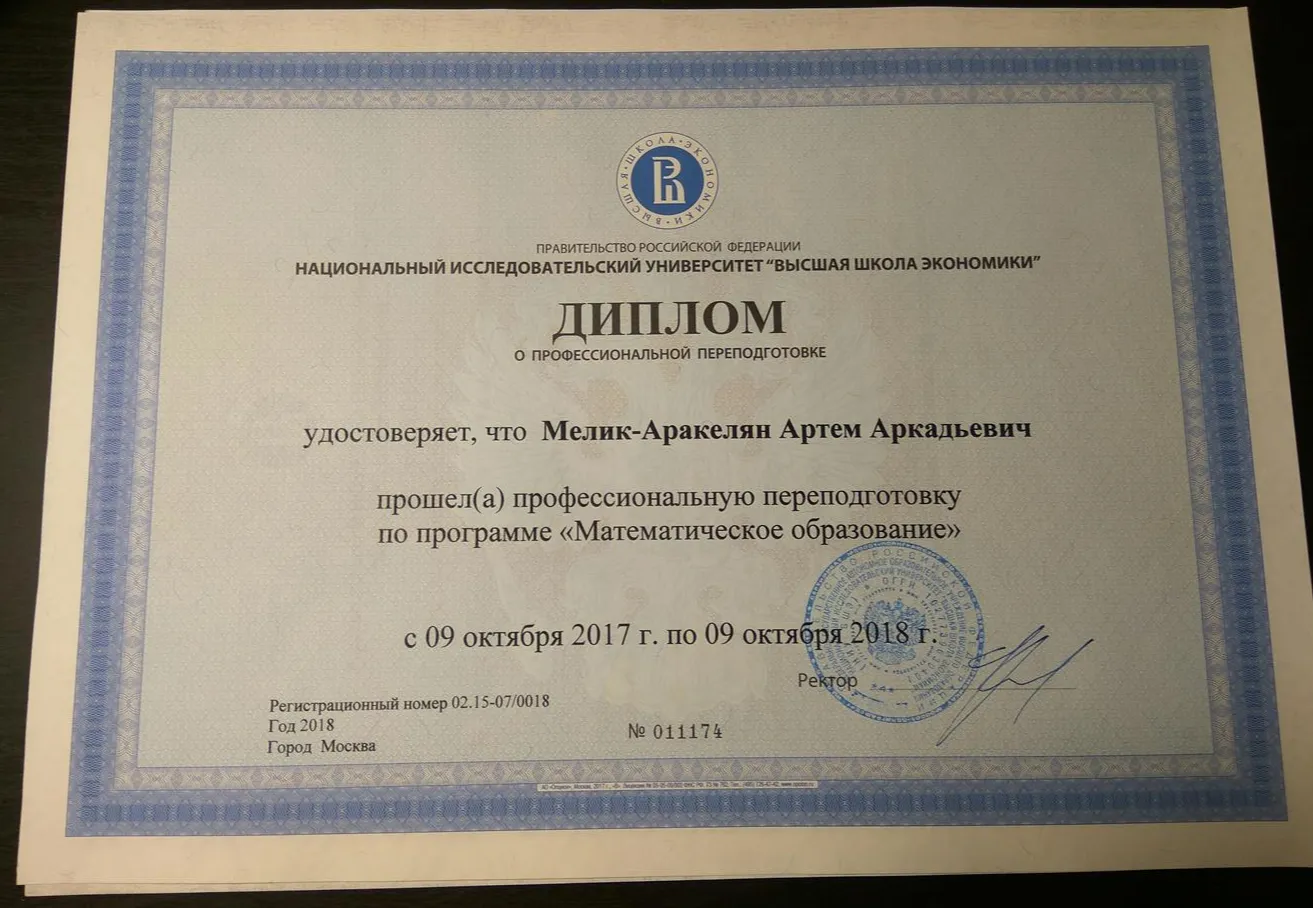 ВЫСШАЯ ШКОЛА ЭКОНОМИКИ
ПРАВИТЕЛЬСТВО РОССИЙСКОЙ ФЕДЕРАЦИИ
НАЦИОНАЛЬНЫЙ ИССЛЕДОВАТЕЛЬСКИЙ УНИВЕРСИТЕТ "ВЫСШАЯ ШКОЛА ЭКОНОМИКИ"
ДИПЛОМ
О ПРОФЕССИОНАЛЬНОЙ ПЕРЕПОДГОТОВКЕ
удостоверяет, что Мелик-Аракелян Артем Аркадьевич
прошел(а) профессиональную переподготовку
по программе «Математическое образование»
с 09 октября 2017 г. по 09 октября 2018 г.
Ректор
Регистрационный номер 02.15-07/0018
Год 2018
Город Москва
№ 011174